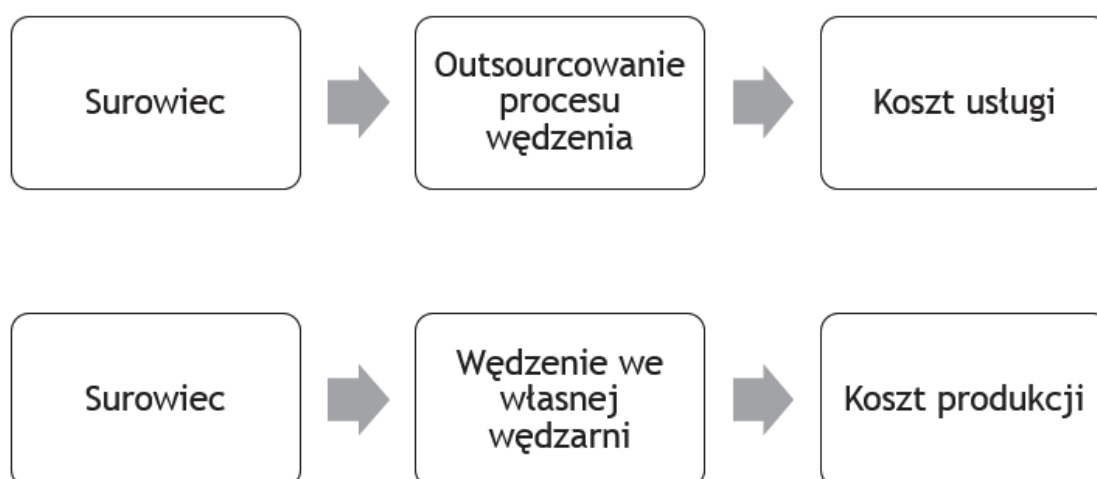 Surowiec
Outsourcowanie
procesu
wędzenia
Koszt usługi
Surowiec
Wędzenie we
własnej
wędzarni
Koszt produkcji